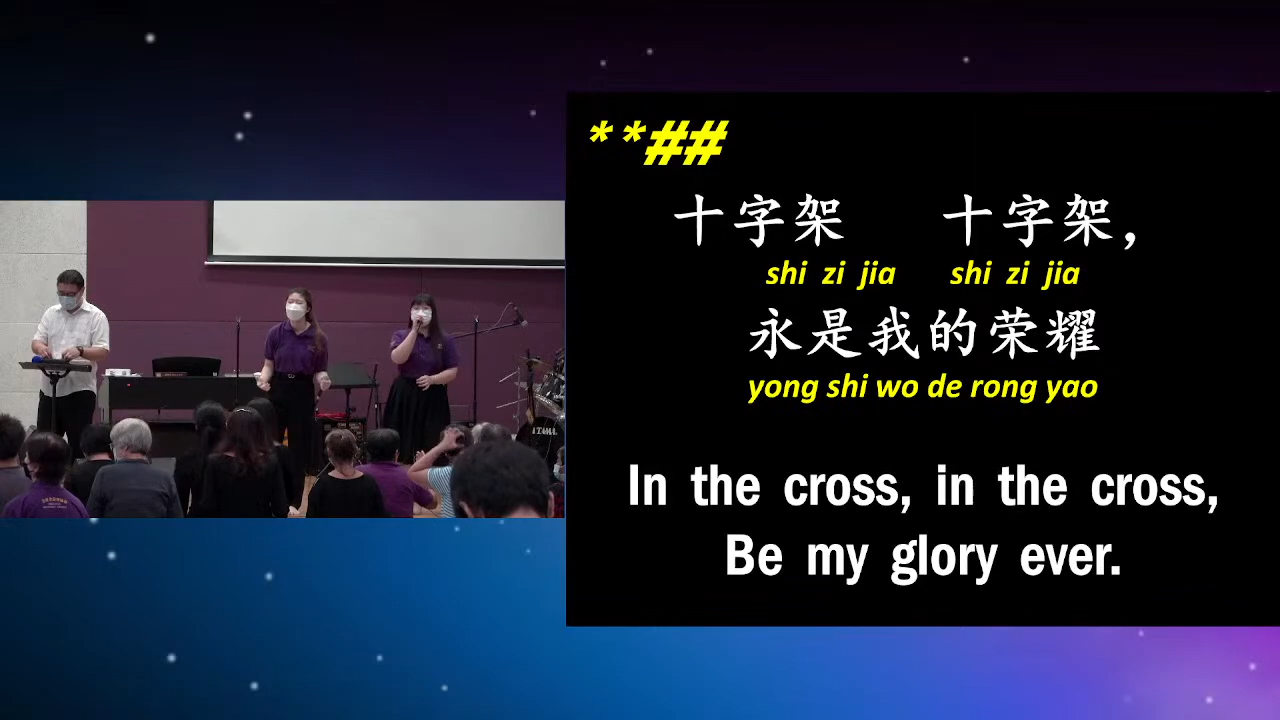 **##
十字架 十字架，
shi zi jia shi zi jia
永是我的荣耀
yong shi wo de rong yao
In the cross, in the cross,
Be my glory ever.
TAMA